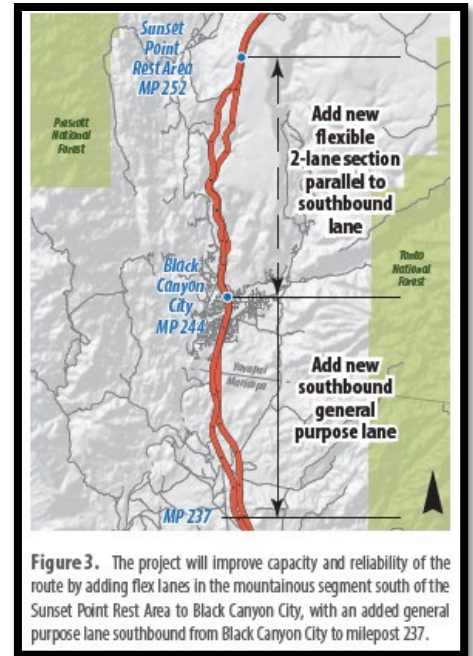 Sunset
Point
Rest Area
MP 252
Prescott
National
Forest
Add new
flexible
2-lane section
parallel to
southbound
lane
Tonto
National
Forest
Black
Canyon
City
MP 244
Yavapai
Maricopa
Add new
southbound
general
purpose lane
MP 237
Figure 3. The project will improve capacity and reliability of the
route by adding flex lanes in the mountainous segment south of the
Sunset Point Rest Area to Black Canyon City, with an added general
purpose lane southbound from Black Canyon City to milepost 237.